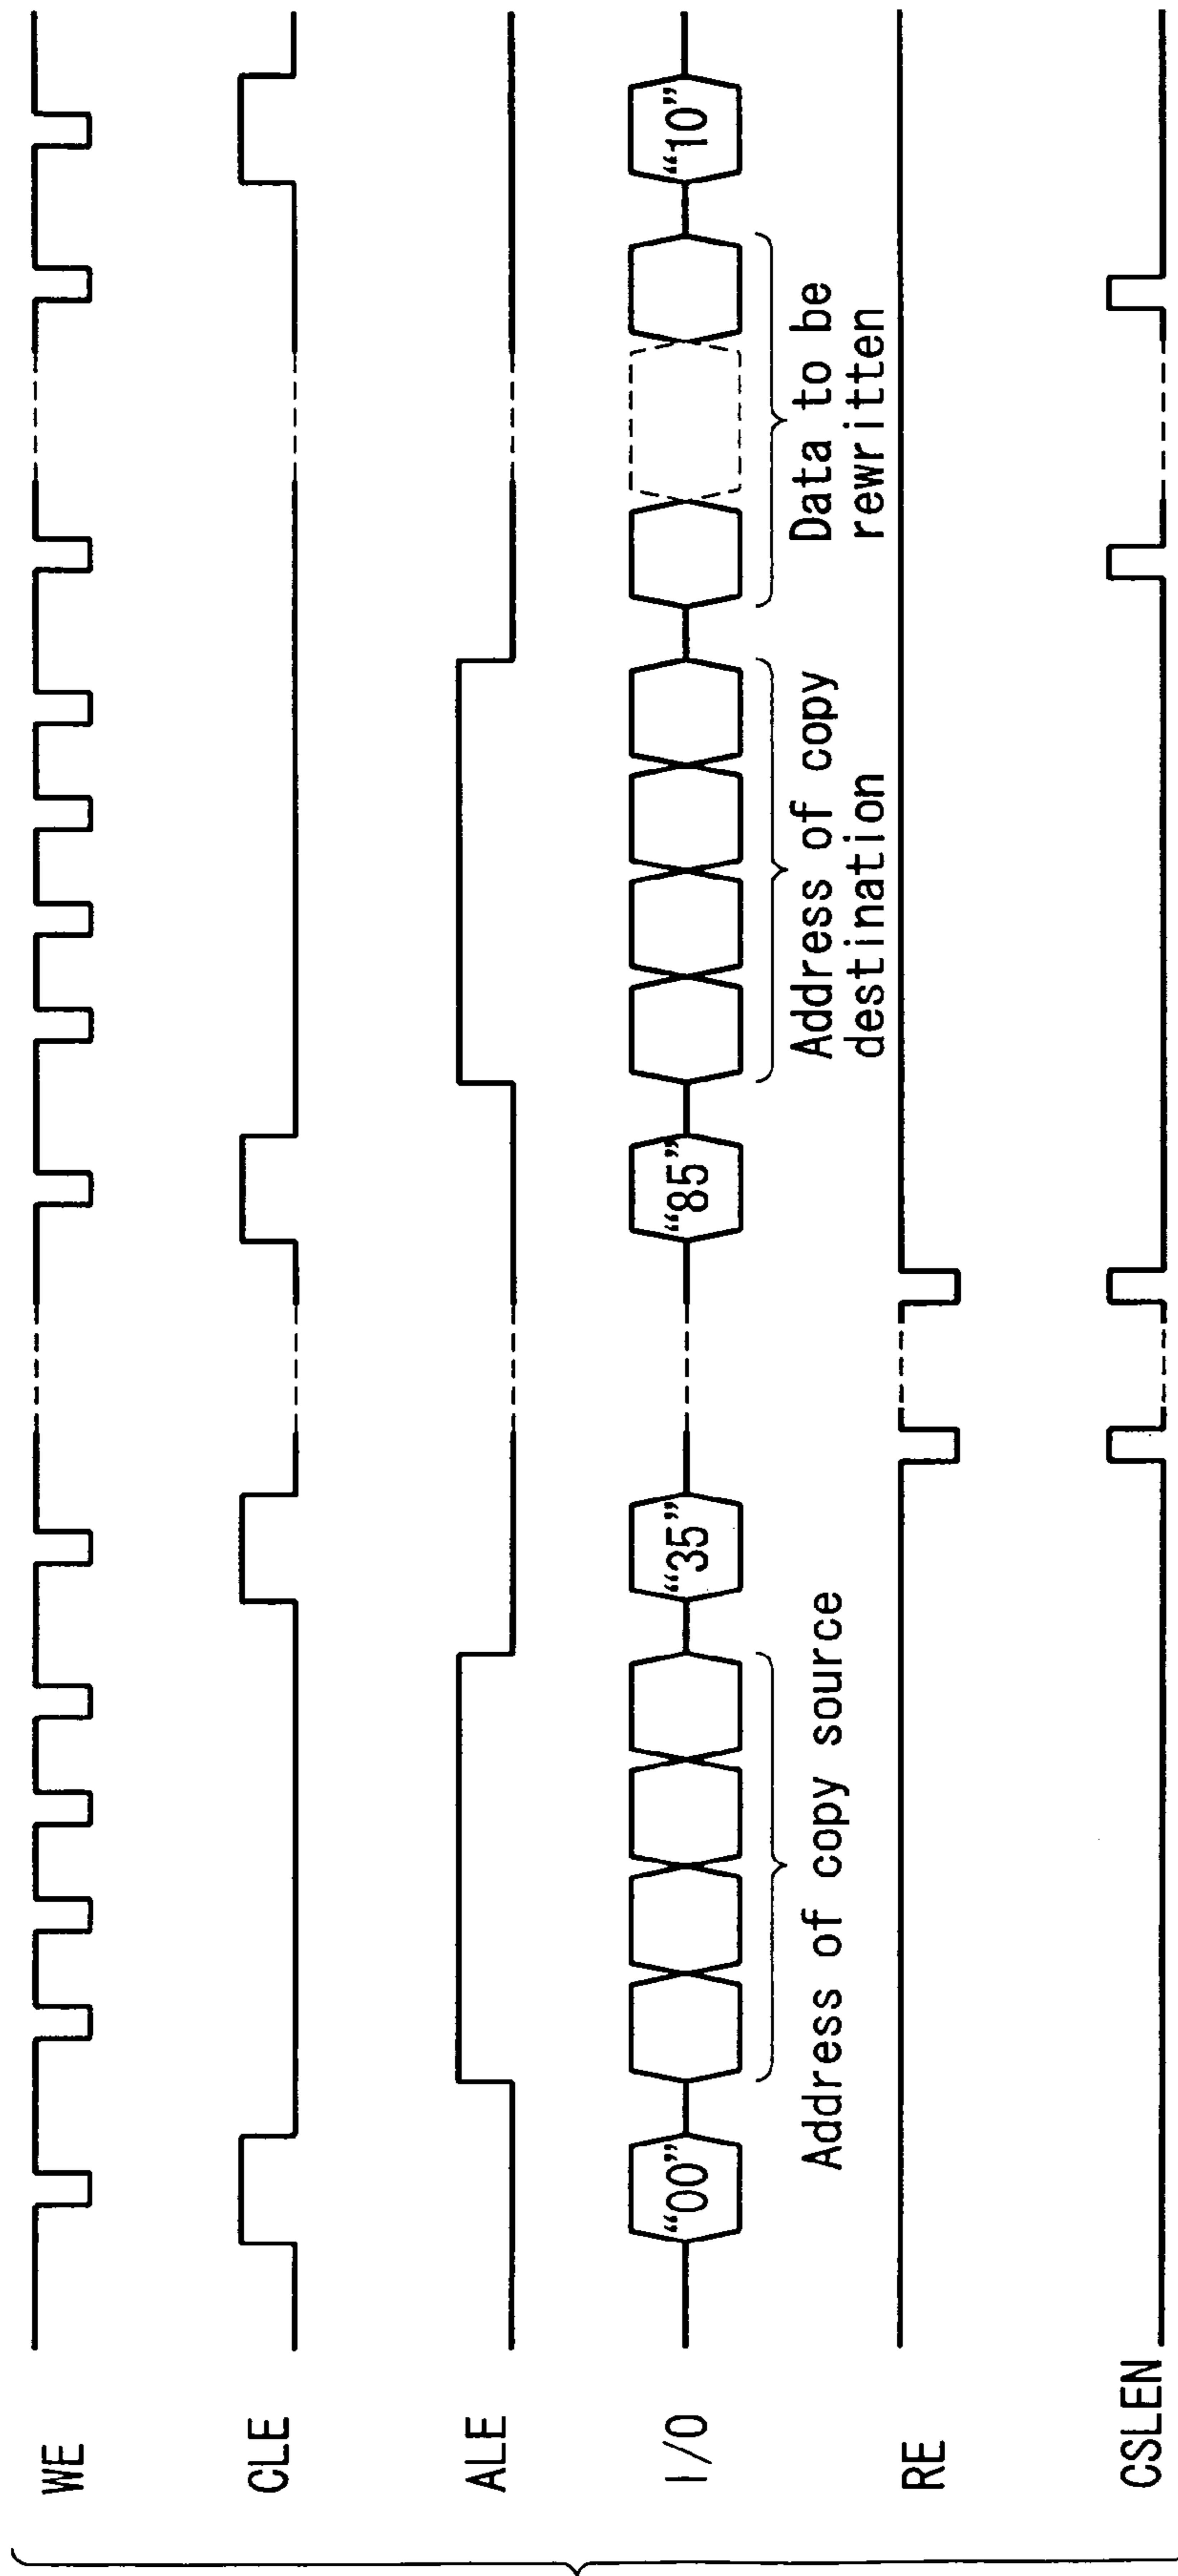 WE
CLE
ALE
I/O
“00”
“35”
“85”
“10”
Address of copy source
Address of copy
destination
Data to be
rewritten
RE
CSLEN